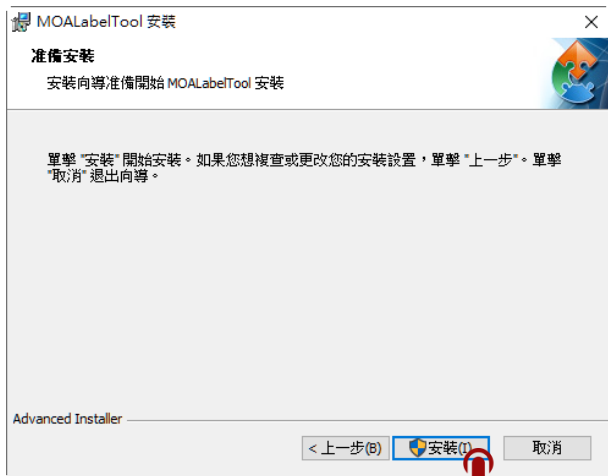 MOALabelTool 安裝
准備安裝
安裝向導准備開始 MOALabelTool 安裝
單擊 "安裝" 開始安裝。如果您想複查或更改您的安裝設置，單擊 "上一步"。單擊
"取消" 退出向導。
Advanced Installer
< 上一步(B) 安裝(I) 取消